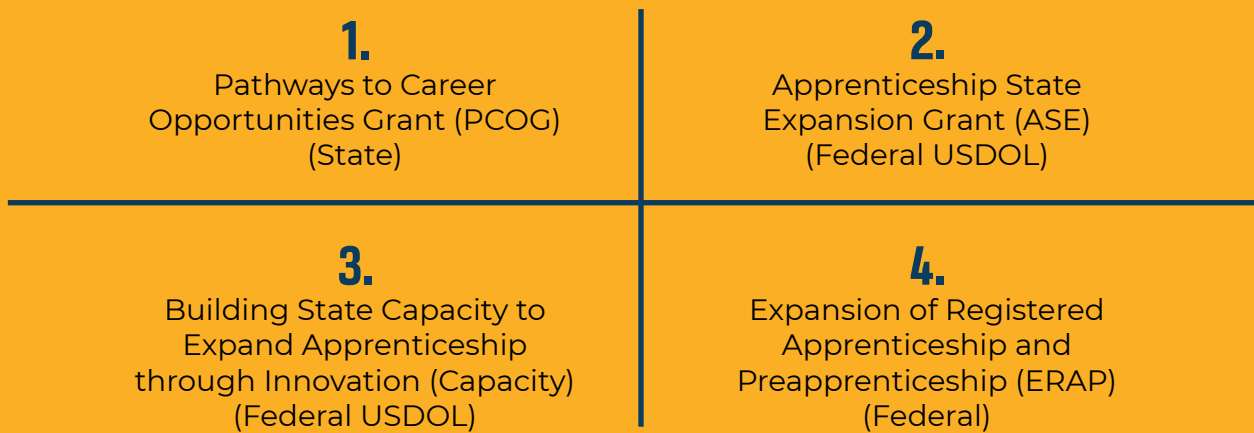 1.
Pathways to Career
Opportunities Grant (PCOG)
(State)
2.
Apprenticeship State
Expansion Grant (ASE)
(Federal USDOL)
3.
Building State Capacity to
Expand Apprenticeship
through Innovation (Capacity)
(Federal USDOL)
4.
Expansion of Registered
Apprenticeship and
Preapprenticeship (ERAP)
(Federal)